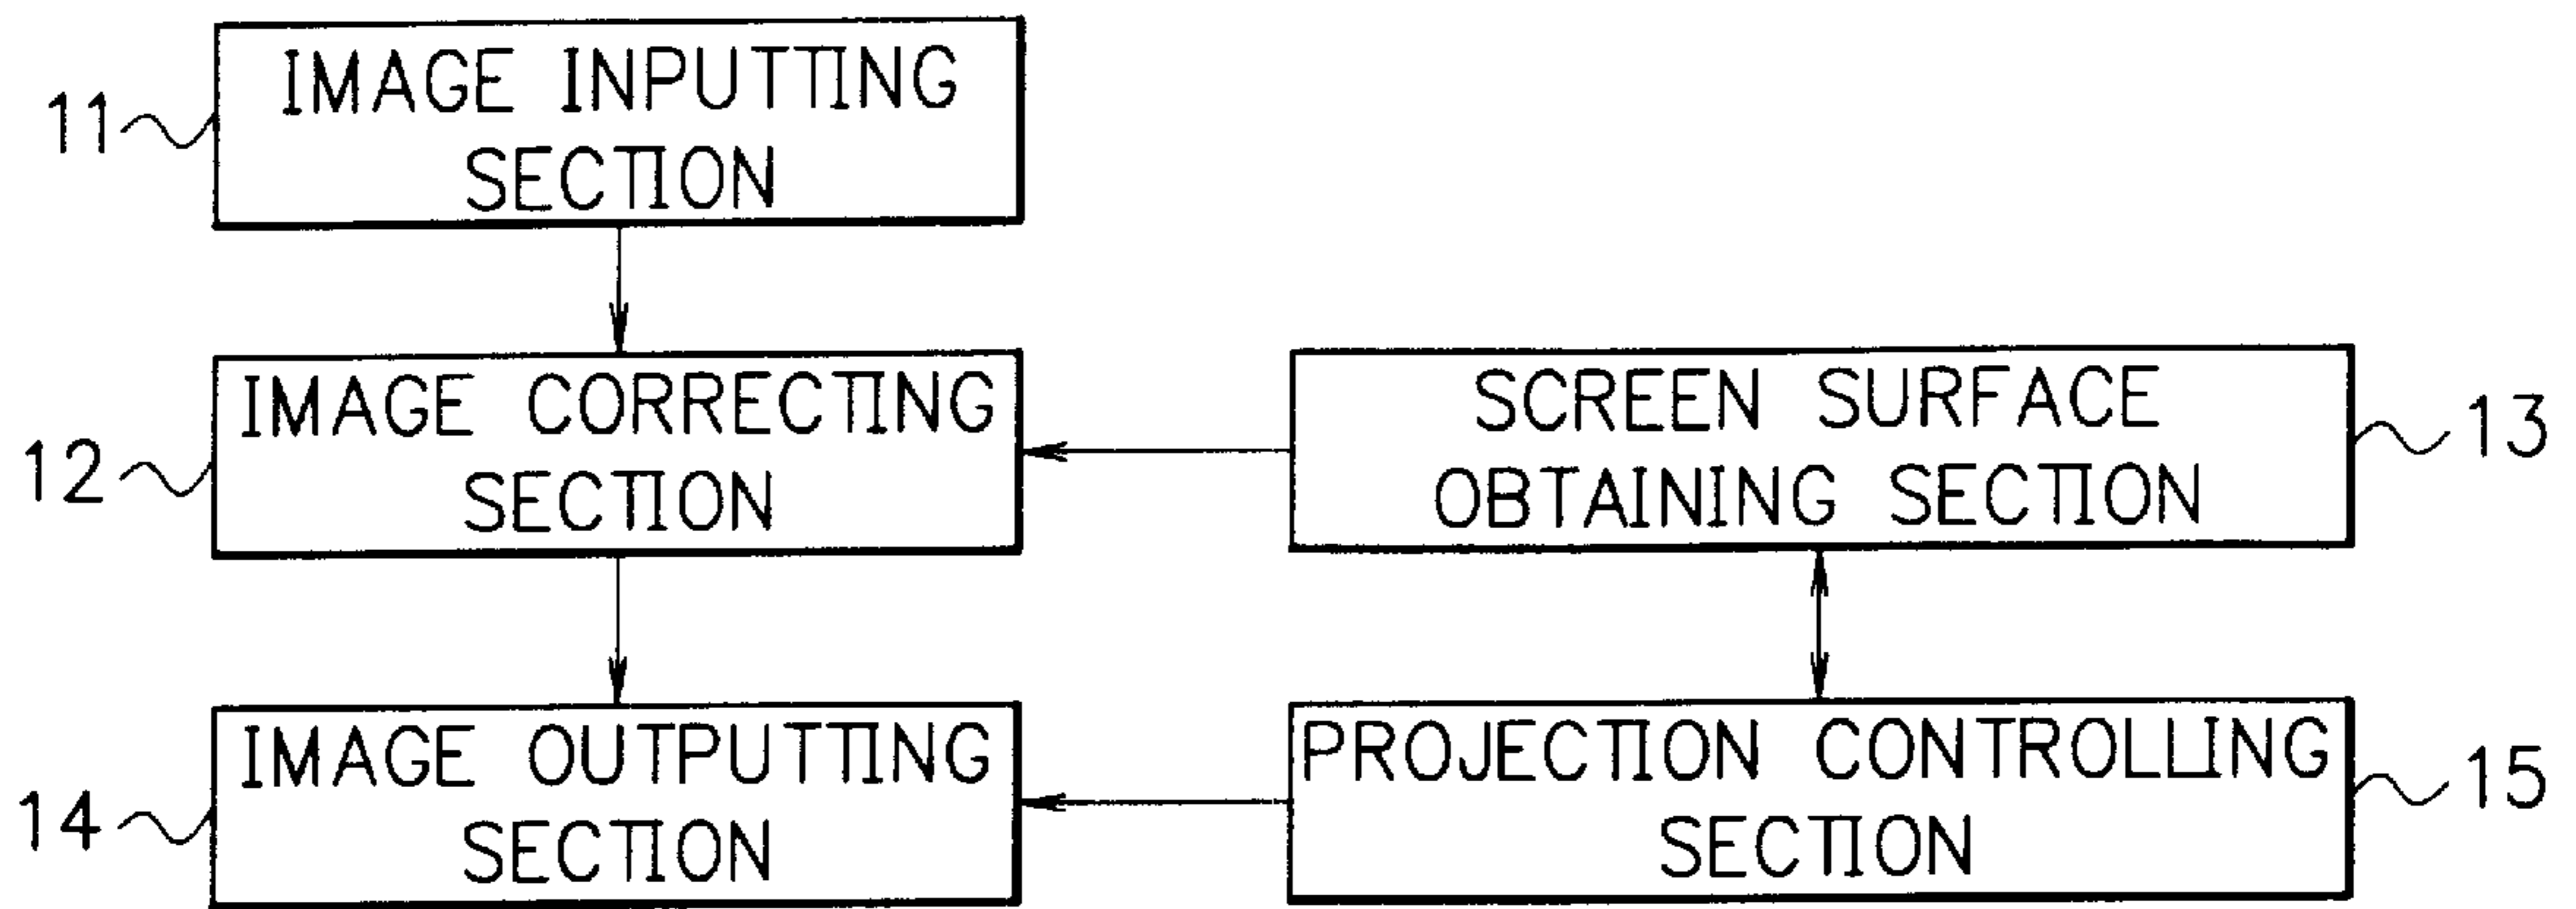 11
IMAGE INPUTTING
SECTION
12
IMAGE CORRECTING
SECTION
SCREEN SURFACE
OBTAINING SECTION
13
14
IMAGE OUTPUTTING
SECTION
PROJECTION CONTROLLING
SECTION
15